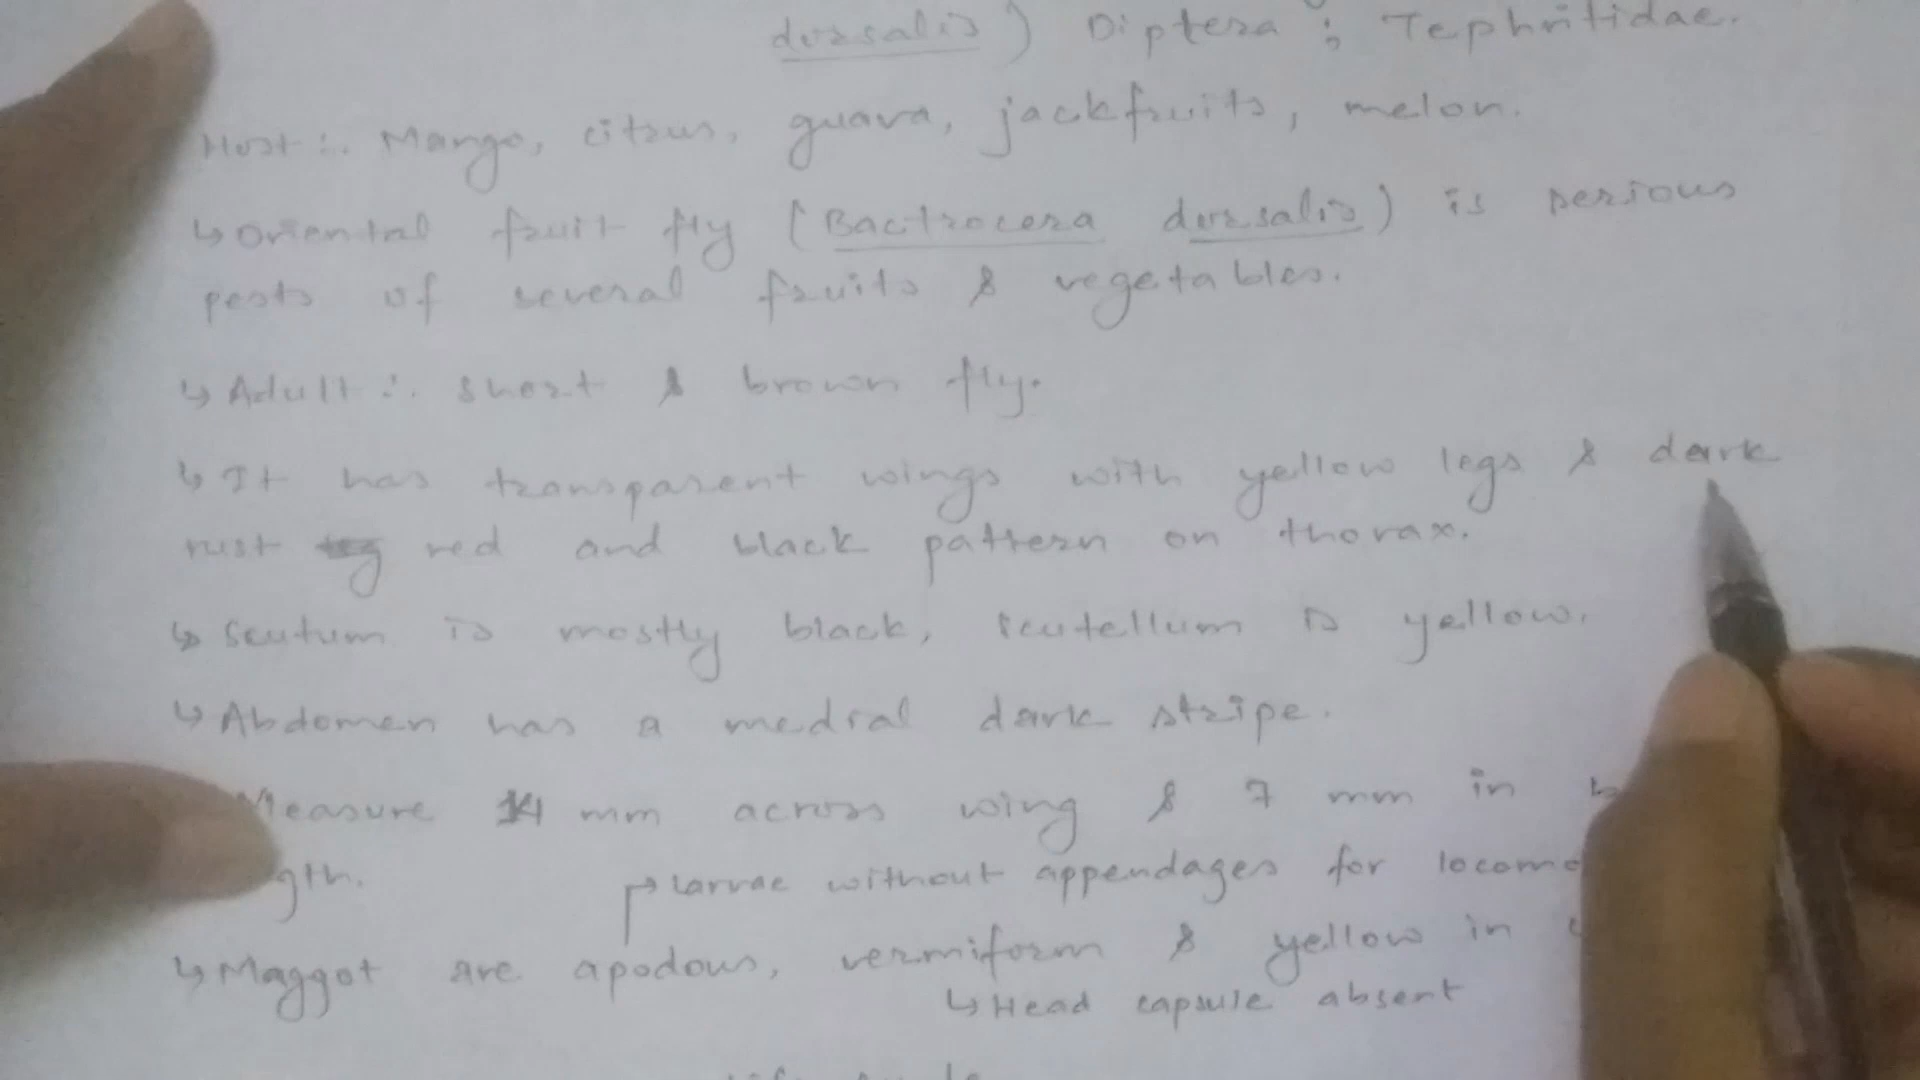 dorsalis) Diptera ; Tephritidae.
Host :. Mango, citrus, guava, jackfruits, melon.
↳ Oriental fruit fly (Bactrocera dorsalis) is serious
pests of several fruits & vegetables.
↳ Adult :. short & brown fly.
↳ It has transparent wings with yellow legs & dark
rust red and black pattern on thorax.
↳ Scutum is mostly black, scutellum is yellow.
↳ Abdomen has a medial dark stripe.
Measure 14 mm across wing & 7 mm in
gth.
↳ Larvae without appendages for locomo
↳ Maggot are apodous, vermiform & yellow in
↳ Head capsule absent